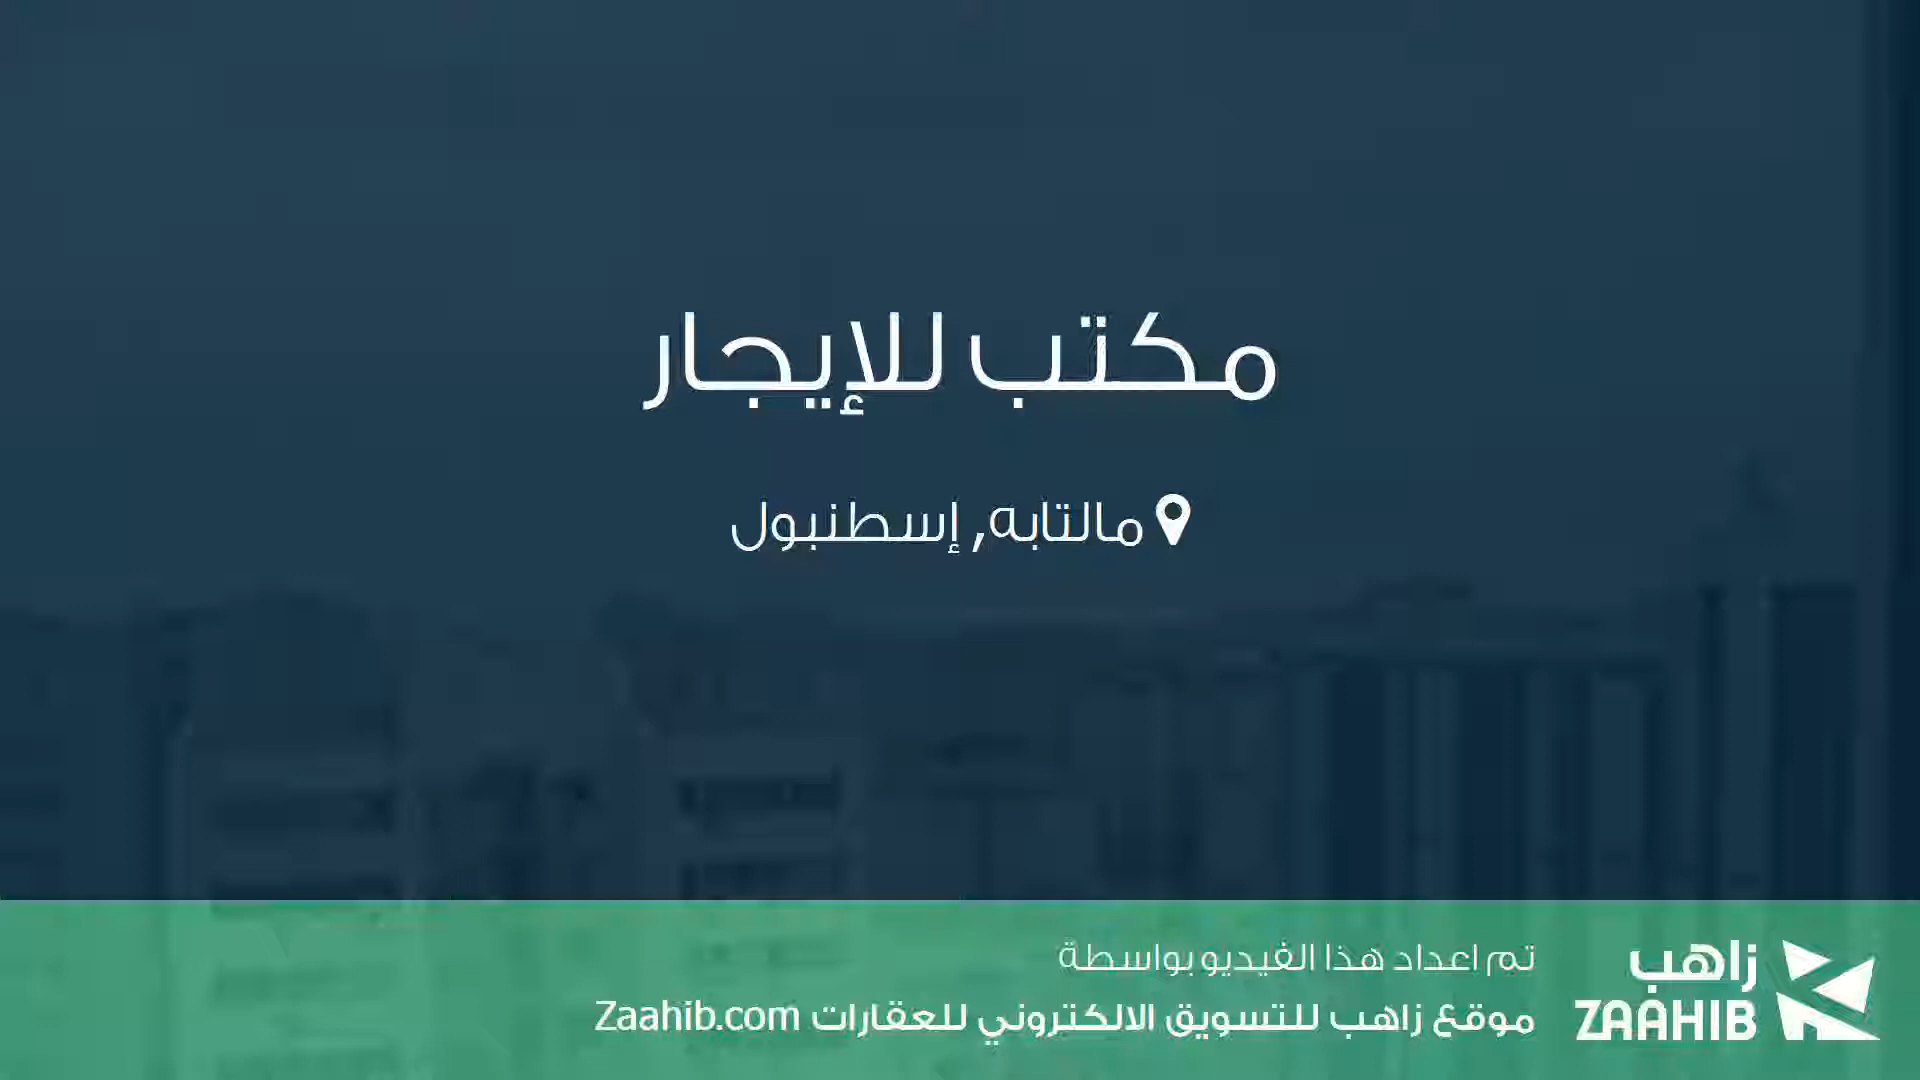 مكتب للإيجار
مالتابه, إسطنبول
تم اعداد هذا الفيديو بواسطة
موقع زاهب للتسويق الالكتروني للعقارات Zaahib.com
زاهب
ZAAHIB